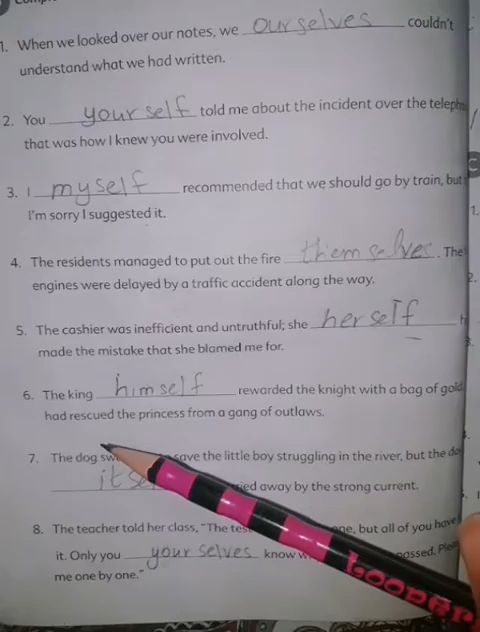 1. When we looked over our notes, we ourselves couldn't
understand what we had written.
2. You yourself told me about the incident over the
that was how I knew you were involved.
3. I myself recommended that we should go by train, but
I'm sorry I suggested it.
4. The residents managed to put out the fire themselves. The
engines were delayed by a traffic accident along the way.
5. The cashier was inefficient and untruthful; she herself
made the mistake that she blamed me for.
6. The king himself rewarded the knight with a bag of gold
had rescued the princess from a gang of outlaws.
7. The dog save the little boy struggling in the river, but the
away by the strong current.
8. The teacher told her class, "The but all of you have
it. Only you yourselves know
me one by one."
LOOPER